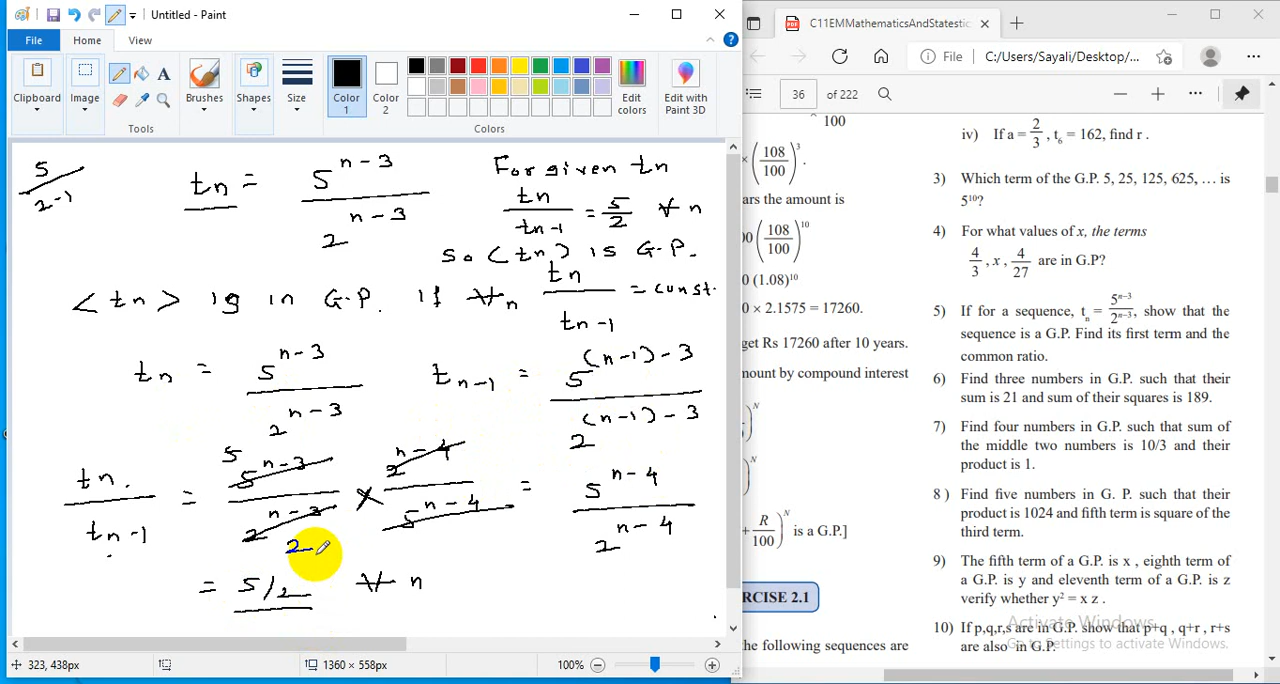 Untitled - Paint
File
Home
View
Clipboard
Image
Tools
Brushes
Shapes
Size
Color 1
Color 2
Colors
Edit colors
Edit with Paint 3D
5
2-1
tn = 5^n-3
2^n-3
For given tn
tn
tn-1 = 5/2 ∀ n
so (tn) is G.P.
< tn > is in G.P. if ∀n tn
tn-1 = const.
tn = 5^n-3
2^n-3
tn-1 = 5^(n-1)-3
2^(n-1)-3
5
tn
tn-1 = 5^n-3
2^n-3 × 2^n-4
5^n-4 = 5^n-4
2^n-4
2
= 5/2 ∀ n
323, 438px
1360 × 558px
100%
C11EMMathematicsAndStatestic
File
C:/Users/Sayali/Desktop/...
36 of 222
100
× (108/100)^3.
ars the amount is
00 (108/100)^10
0 (1.08)^10
0 × 2.1575 = 17260.
get Rs 17260 after 10 years.
mount by compound interest
N
N
+ R/100)^N is a G.P.]
RCISE 2.1
he following sequences are
iv) If a = 2/3 , t6 = 162, find r .
3) Which term of the G.P. 5, 25, 125, 625, … is
5^10?
4) For what values of x, the terms
4/3 , x , 4/27 are in G.P?
5) If for a sequence, tn = 5^n–3/2^n–3, show that the
sequence is a G.P. Find its first term and the
common ratio.
6) Find three numbers in G.P. such that their
sum is 21 and sum of their squares is 189.
7) Find four numbers in G.P. such that sum of
the middle two numbers is 10/3 and their
product is 1.
8 ) Find five numbers in G. P. such that their
product is 1024 and fifth term is square of the
third term.
9) The fifth term of a G.P. is x , eighth term of
a G.P. is y and eleventh term of a G.P. is z
verify whether y² = x z .
Activate Windows
10) If p,q,r,s are in G.P. show that p+q , q+r , r+s
are also in G.P.
Go to Settings to activate Windows.